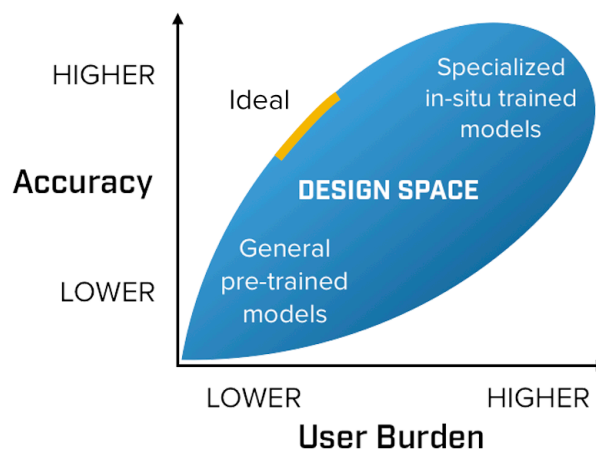 HIGHER
Ideal
Specialized
in-situ trained
models
Accuracy
DESIGN SPACE
General
pre-trained
models
LOWER
LOWER
HIGHER
User Burden